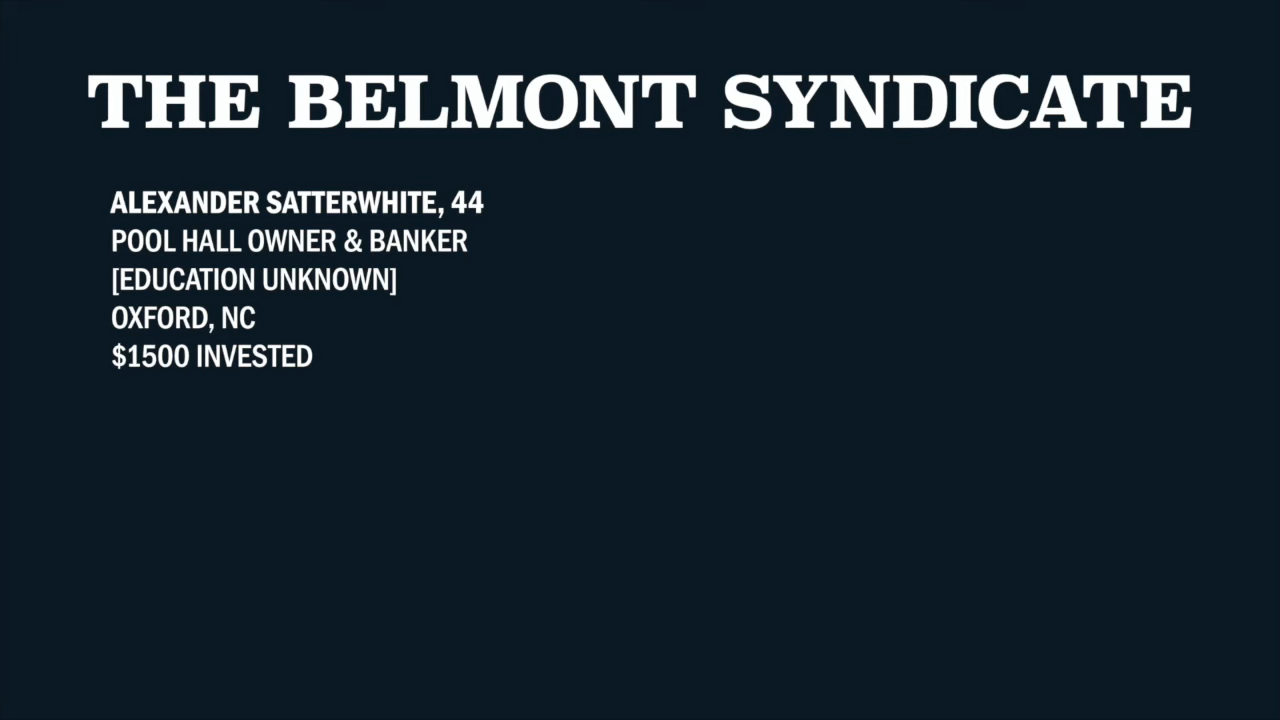 THE BELMONT SYNDICATE
ALEXANDER SATTERWHITE, 44
POOL HALL OWNER & BANKER
[EDUCATION UNKNOWN]
OXFORD, NC
$1500 INVESTED